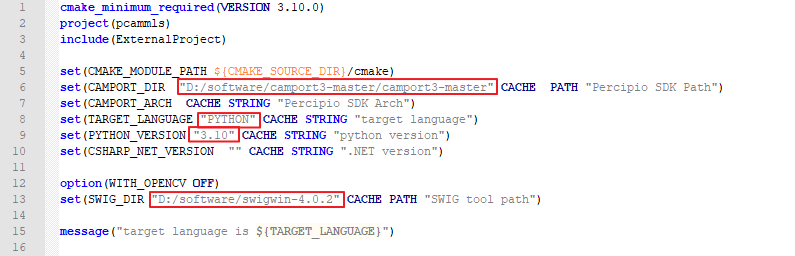 1 cmake_minimum_required(VERSION 3.10.0)
2 project(pcammls)
3 include(ExternalProject)
4
5 set(CMAKE_MODULE_PATH ${CMAKE_SOURCE_DIR}/cmake)
6 set(CAMPORT_DIR "D:/software/camport3-master/camport3-master" CACHE PATH "Percipio SDK Path")
7 set(CAMPORT_ARCH CACHE STRING "Percipio SDK Arch")
8 set(TARGET_LANGUAGE "PYTHON" CACHE STRING "target language")
9 set(PYTHON_VERSION "3.10" CACHE STRING "python version")
10 set(CSHARP_NET_VERSION "" CACHE STRING ".NET version")
11
12 option(WITH_OPENCV OFF)
13 set(SWIG_DIR "D:/software/swigwin-4.0.2" CACHE PATH "SWIG tool path")
14
15 message("target language is ${TARGET_LANGUAGE}")
16